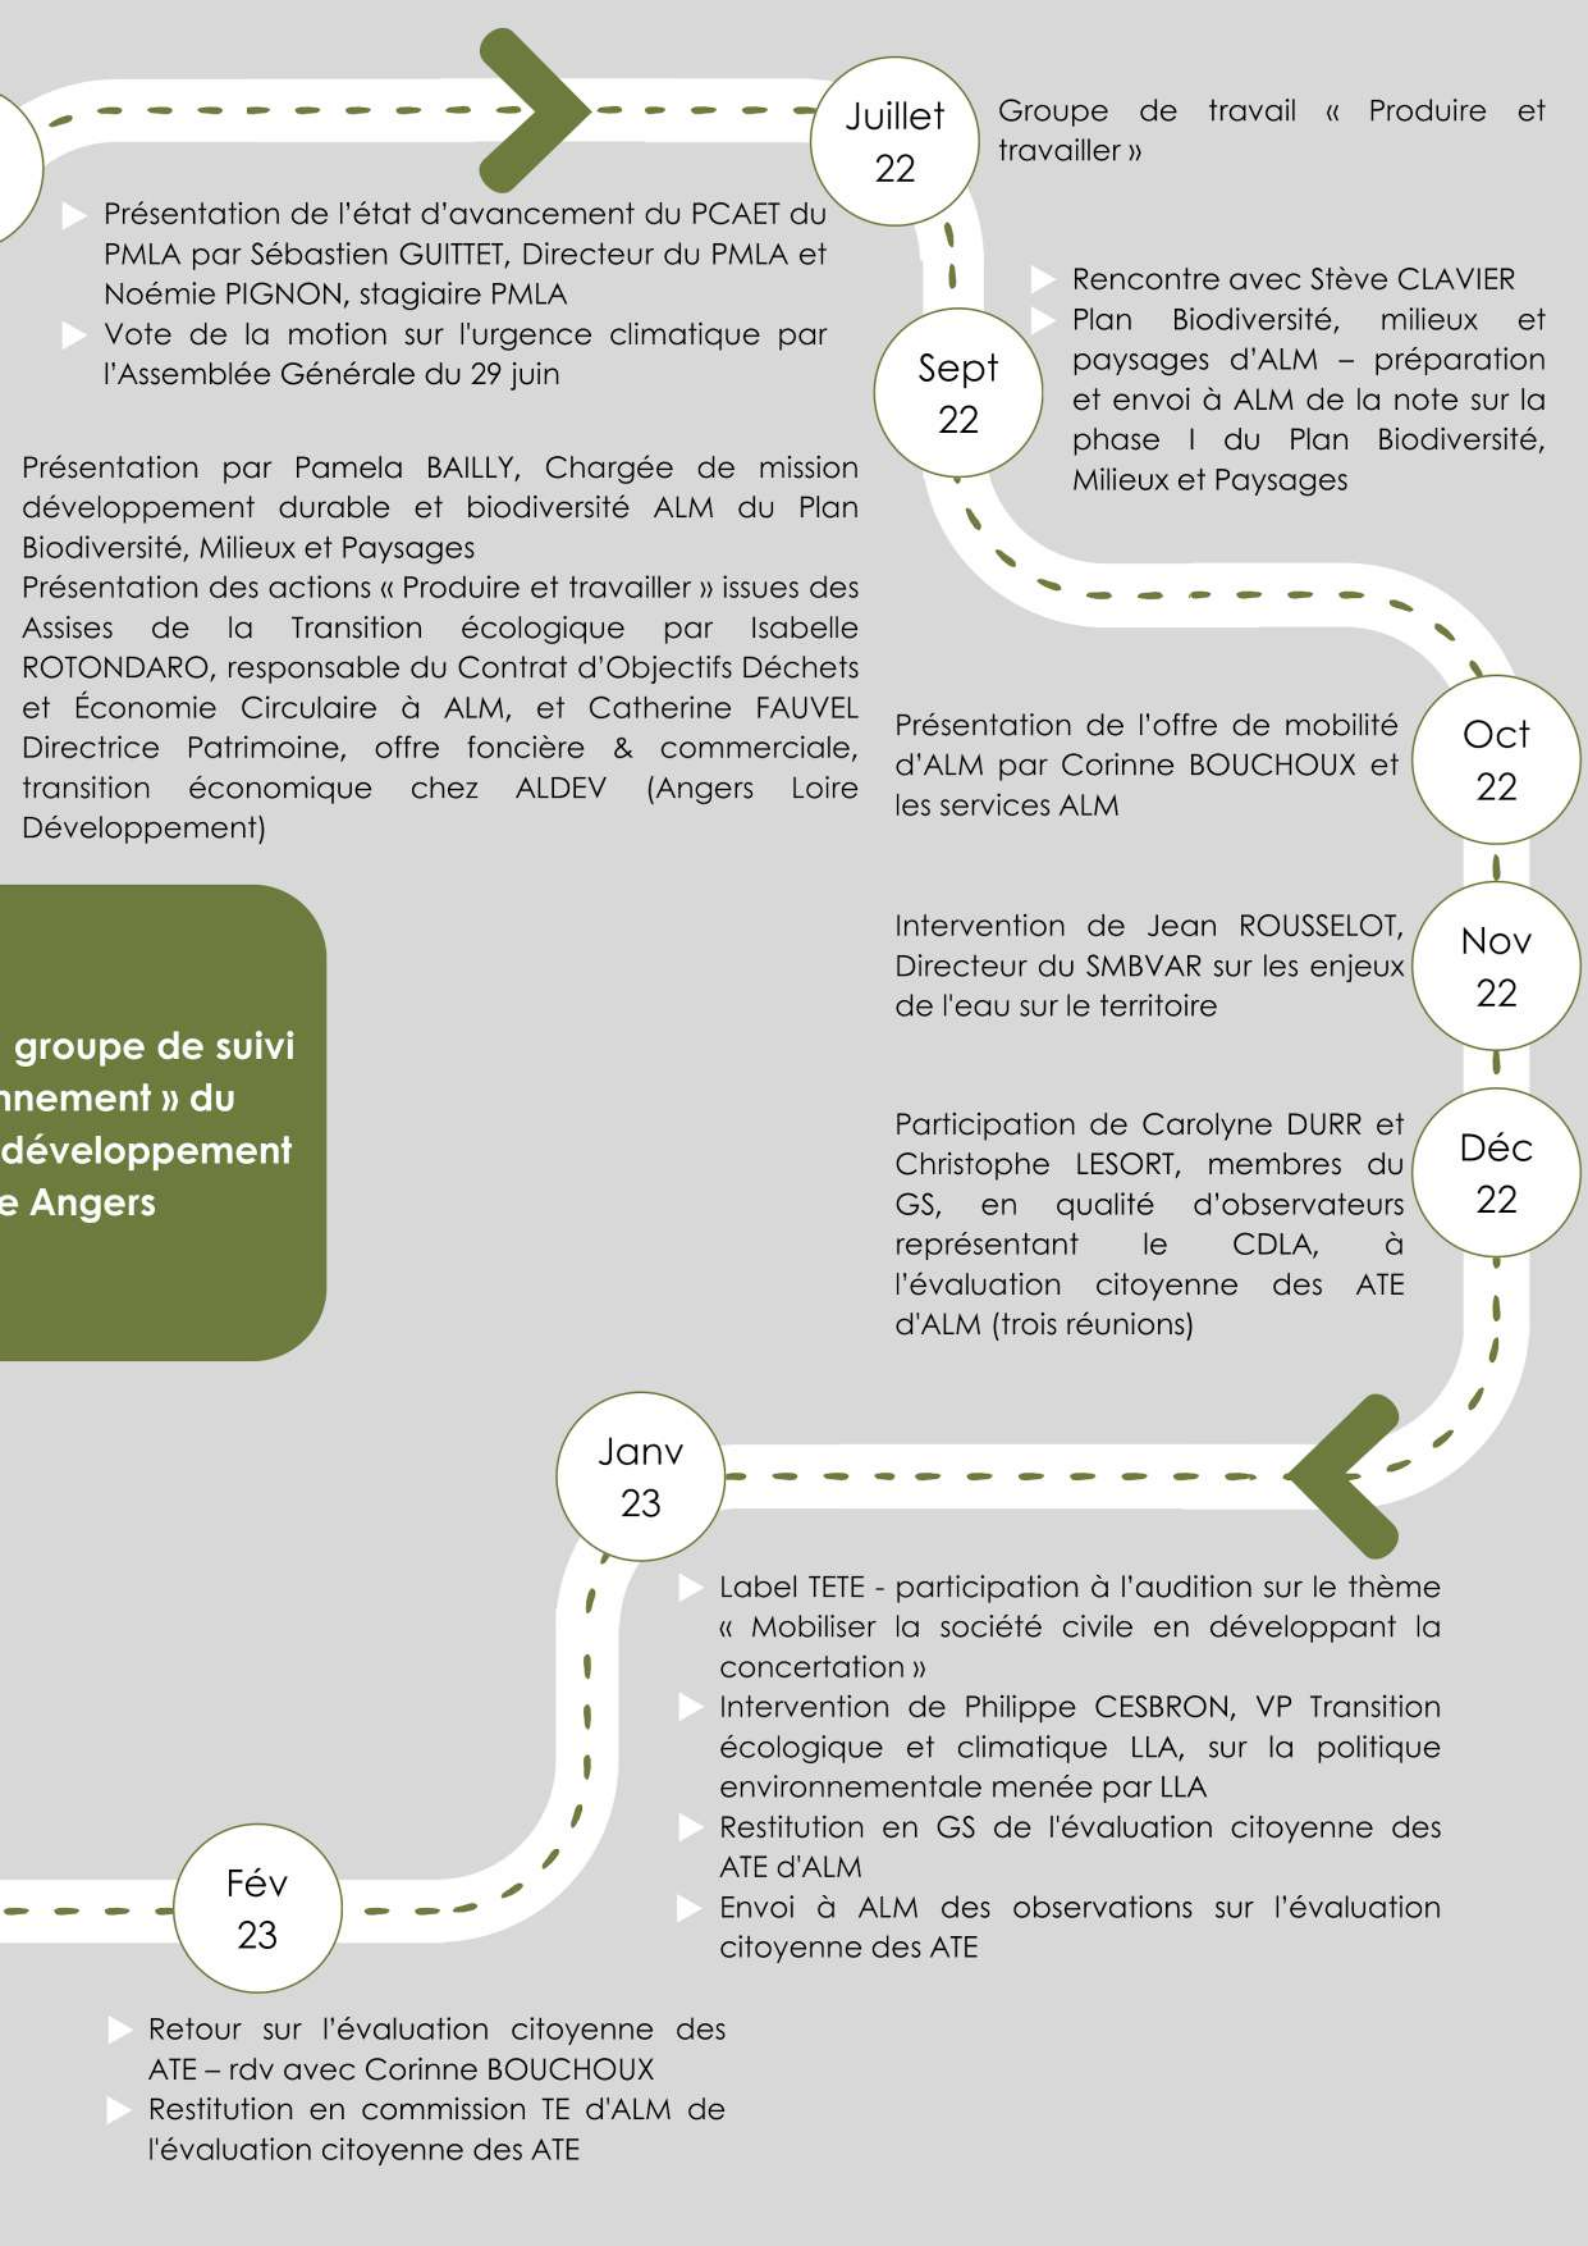 Juillet
22
Groupe de travail « Produire et
travailler »
Présentation de l'état d'avancement du PCAET du
PMLA par Sébastien GUITTET, Directeur du PMLA et
Noémie PIGNON, stagiaire PMLA
Vote de la motion sur l'urgence climatique par
l'Assemblée Générale du 29 juin
Sept
22
Rencontre avec Stève CLAVIER
Plan Biodiversité, milieux et
paysages d'ALM – préparation
et envoi à ALM de la note sur la
phase I du Plan Biodiversité,
Milieux et Paysages
Présentation par Pamela BAILLY, Chargée de mission
développement durable et biodiversité ALM du Plan
Biodiversité, Milieux et Paysages
Présentation des actions « Produire et travailler » issues des
Assises de la Transition écologique par Isabelle
ROTONDARO, responsable du Contrat d'Objectifs Déchets
et Économie Circulaire à ALM, et Catherine FAUVEL
Directrice Patrimoine, offre foncière & commerciale,
transition économique chez ALDEV (Angers Loire
Développement)
Présentation de l'offre de mobilité
d'ALM par Corinne BOUCHOUX et
les services ALM
Oct
22
Intervention de Jean ROUSSELOT,
Directeur du SMBVAR sur les enjeux
de l'eau sur le territoire
Nov
22
groupe de suivi
nnement » du
développement
e Angers
Participation de Carolyne DURR et
Christophe LESORT, membres du
GS, en qualité d'observateurs
représentant le CDLA, à
l'évaluation citoyenne des ATE
d'ALM (trois réunions)
Déc
22
Janv
23
Label TETE - participation à l'audition sur le thème
« Mobiliser la société civile en développant la
concertation »
Intervention de Philippe CESBRON, VP Transition
écologique et climatique LLA, sur la politique
environnementale menée par LLA
Restitution en GS de l'évaluation citoyenne des
ATE d'ALM
Envoi à ALM des observations sur l'évaluation
citoyenne des ATE
Fév
23
Retour sur l'évaluation citoyenne des
ATE – rdv avec Corinne BOUCHOUX
Restitution en commission TE d'ALM de
l'évaluation citoyenne des ATE